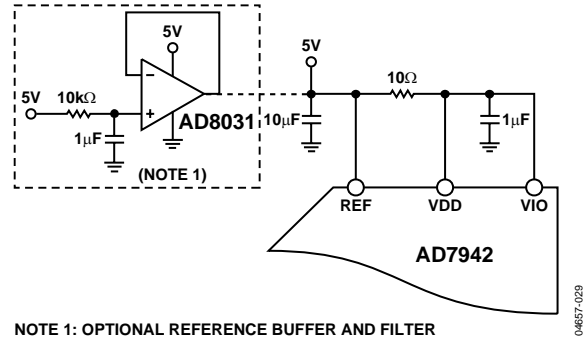 5V
5V
5V
10kΩ
10Ω
−
+
AD8031
10μF
1μF
1μF
(NOTE 1)
REF
VDD
VIO
AD7942
NOTE 1: OPTIONAL REFERENCE BUFFER AND FILTER
04657-029